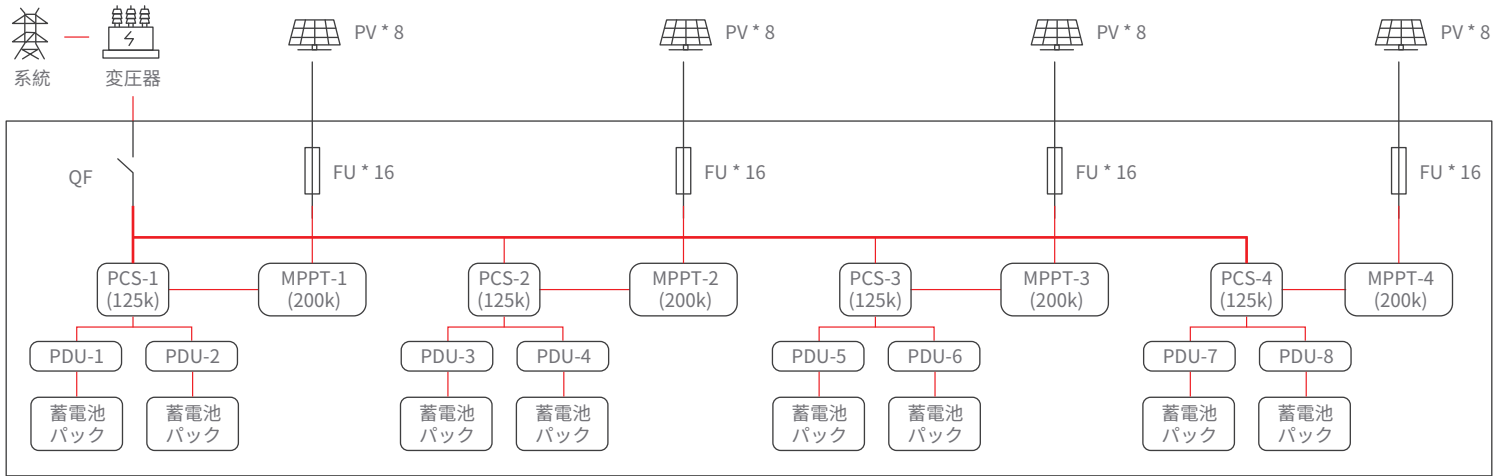 PV * 8
PV * 8
PV * 8
PV * 8
系統
変圧器
QF
FU * 16
FU * 16
FU * 16
FU * 16
PCS-1
(125k)
MPPT-1
(200k)
PCS-2
(125k)
MPPT-2
(200k)
PCS-3
(125k)
MPPT-3
(200k)
PCS-4
(125k)
MPPT-4
(200k)
PDU-1
PDU-2
PDU-3
PDU-4
PDU-5
PDU-6
PDU-7
PDU-8
蓄電池
パック
蓄電池
パック
蓄電池
パック
蓄電池
パック
蓄電池
パック
蓄電池
パック
蓄電池
パック
蓄電池
パック